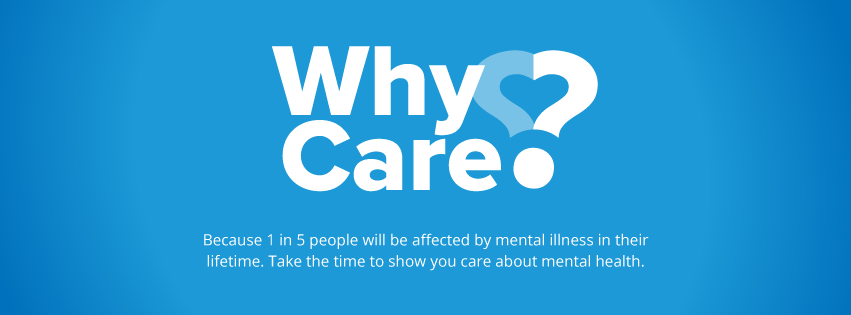 Why
Care?
Because 1 in 5 people will be affected by mental illness in their
lifetime. Take the time to show you care about mental health.